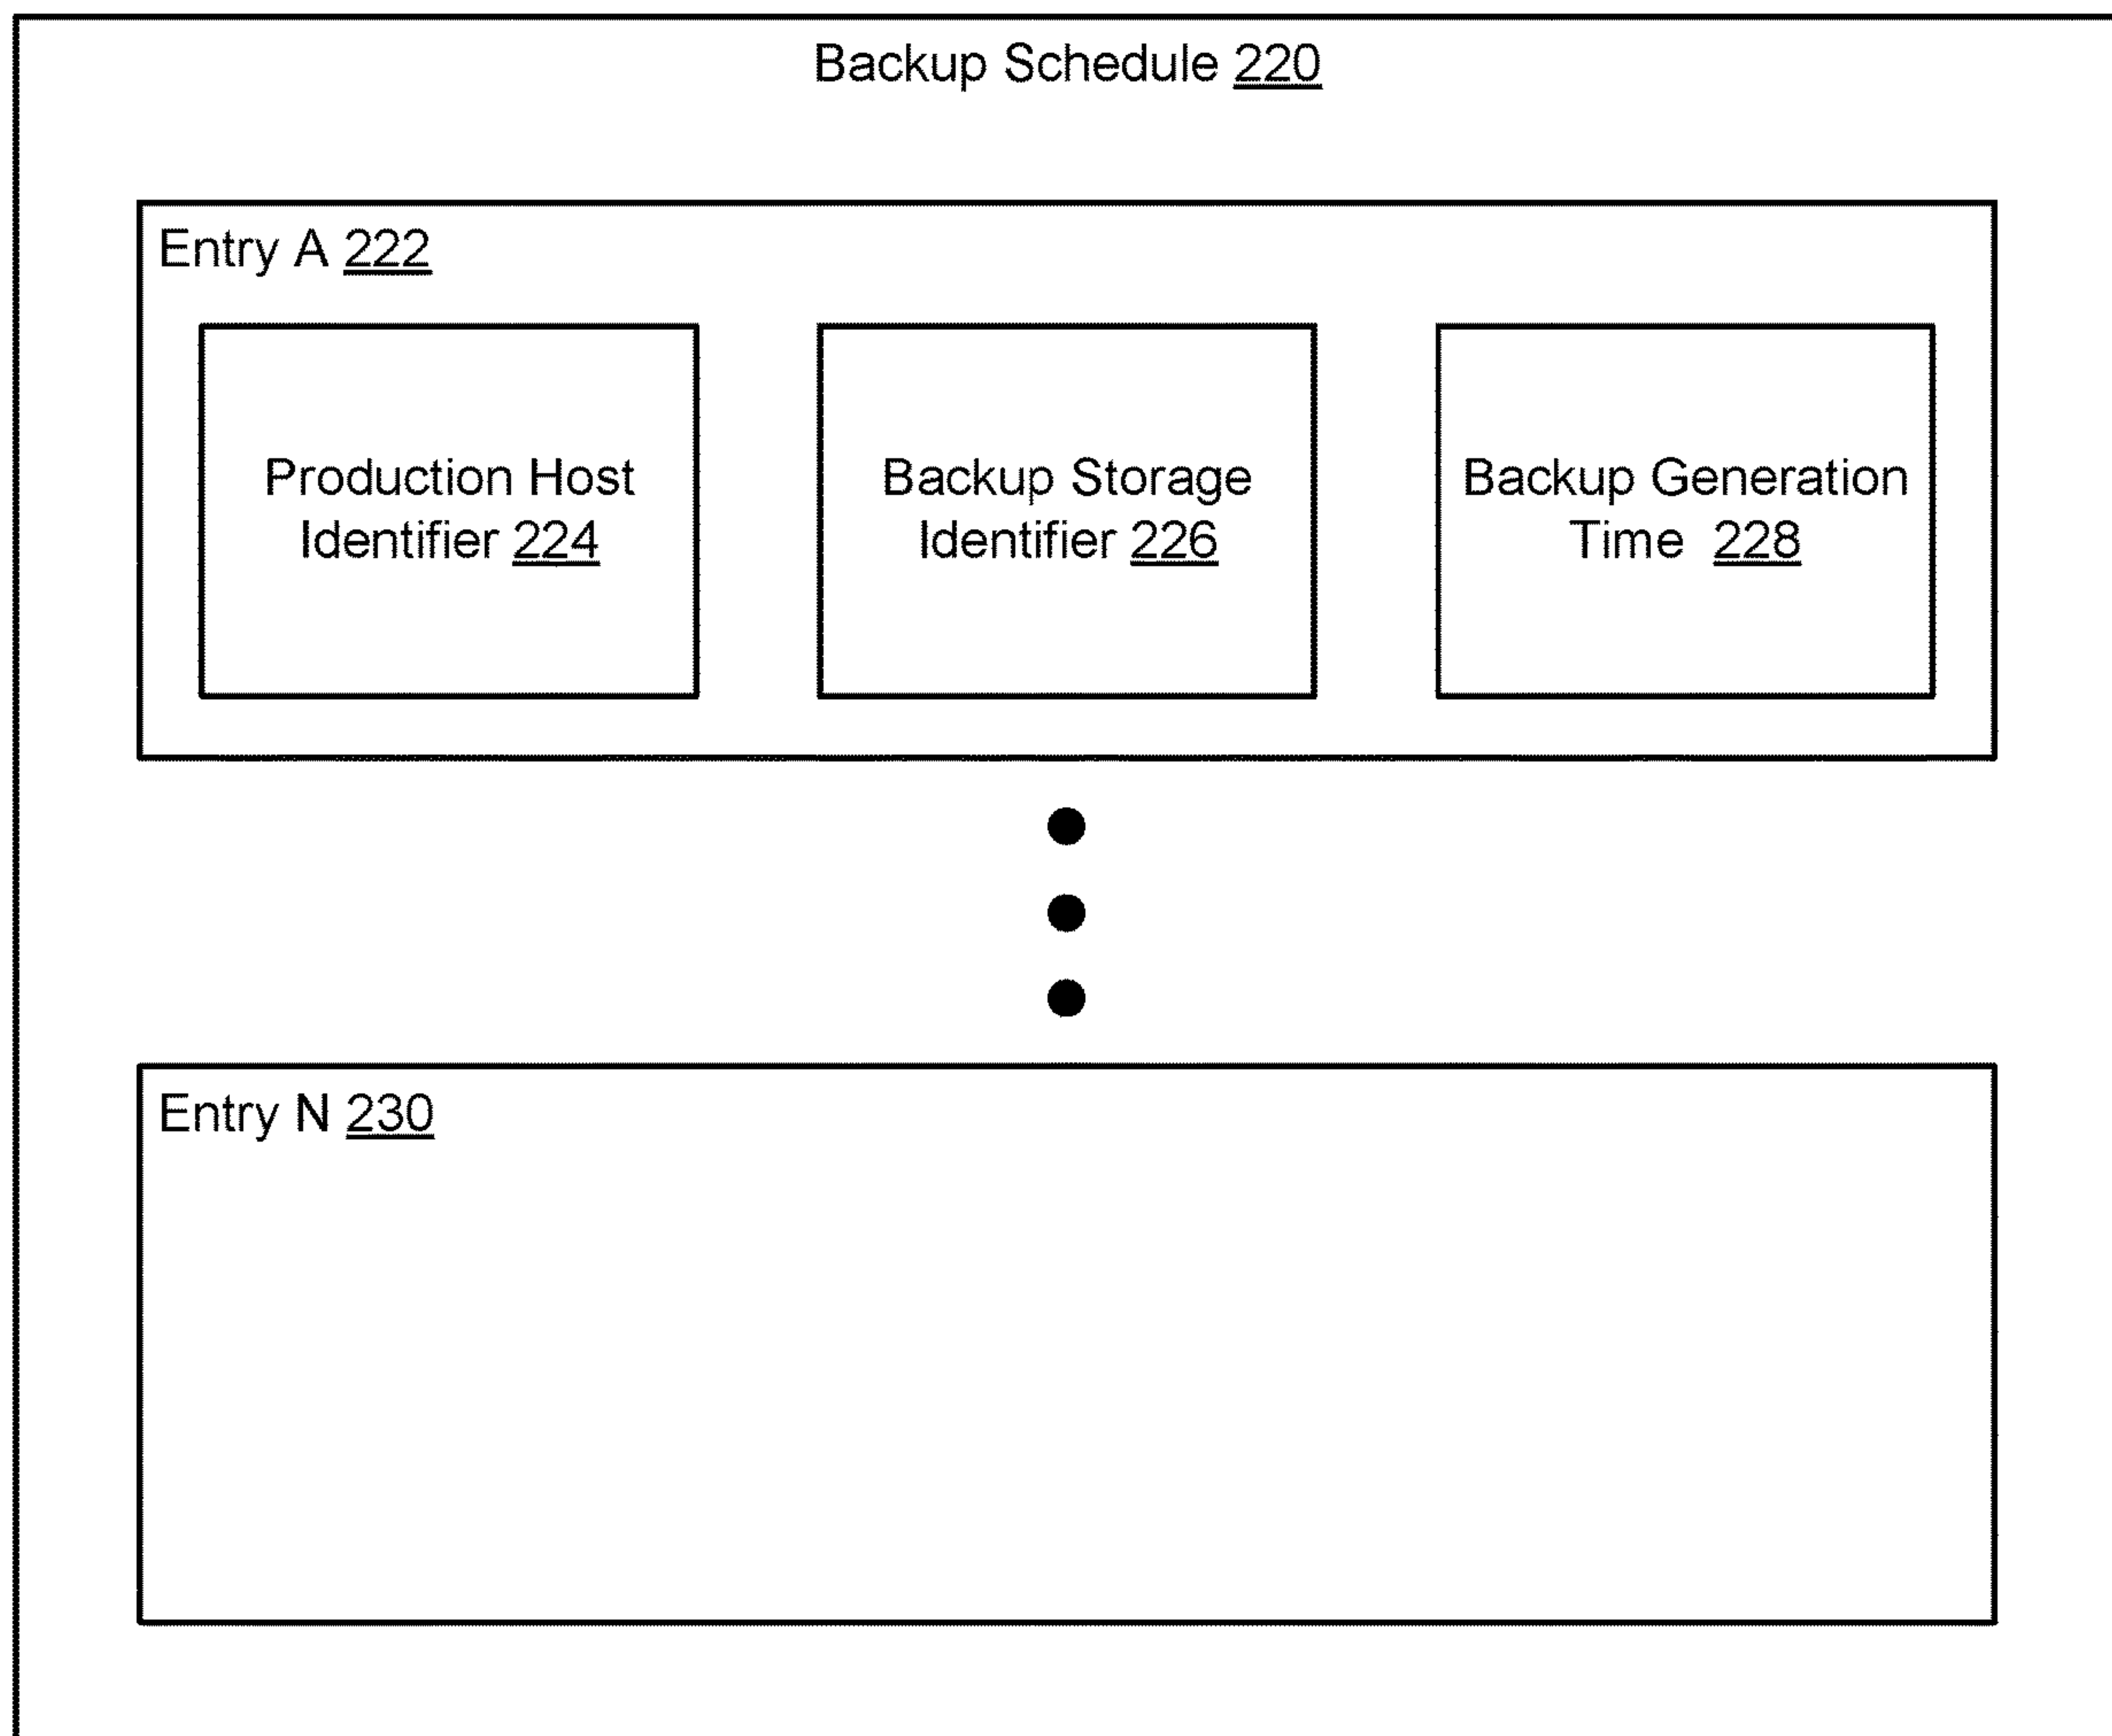 Backup Schedule 220
Entry A 222
Production Host
Identifier 224
Backup Storage
Identifier 226
Backup Generation
Time 228
Entry N 230